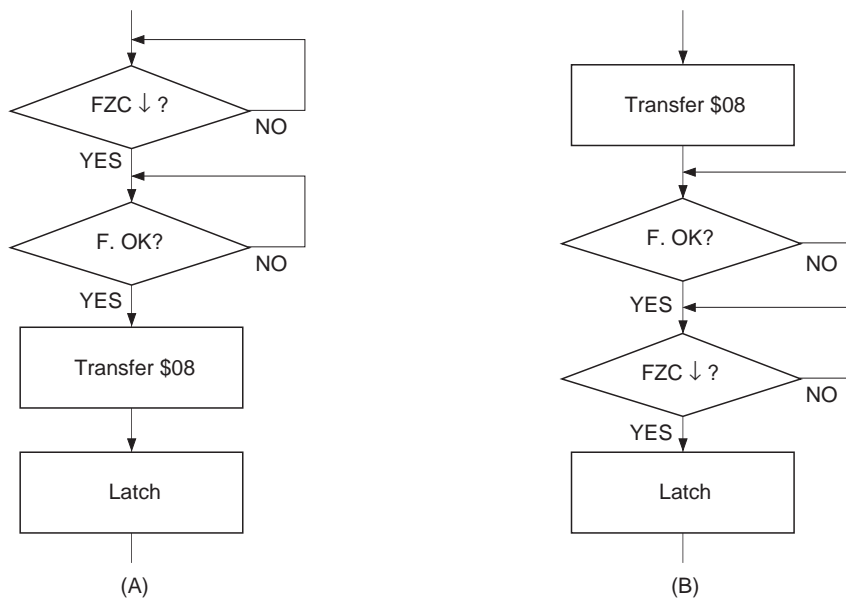 FZC ↓ ?
NO
YES
F. OK?
NO
YES
Transfer $08
Latch
(A)
Transfer $08
F. OK?
NO
YES
FZC ↓ ?
NO
YES
Latch
(B)